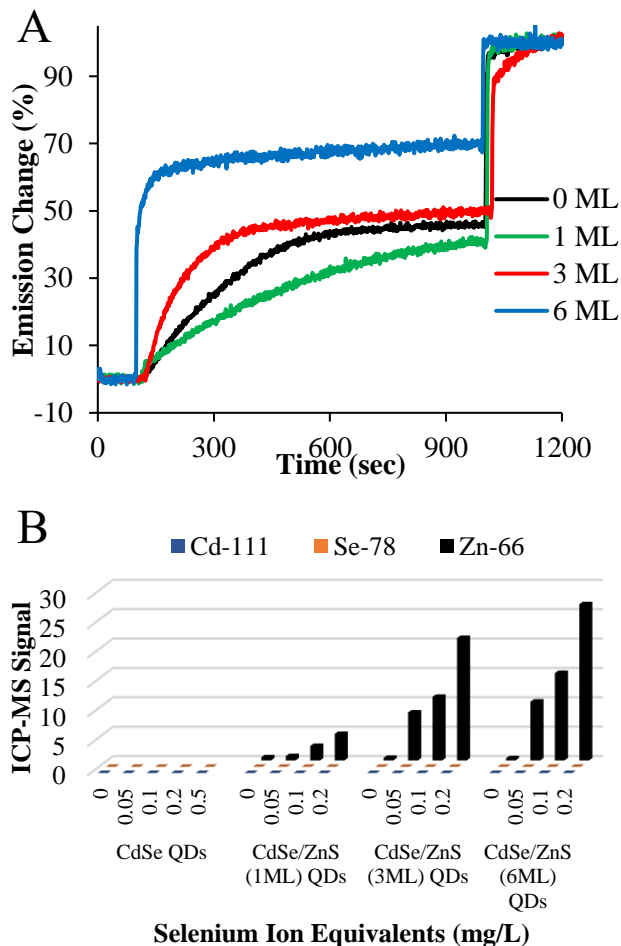 A
Emission Change (%)
90
70
50
30
10
-10
0 ML
1 ML
3 ML
6 ML
0 300 600 900 1200
Time (sec)
B
Cd-111 Se-78 Zn-66
ICP-MS Signal
30
25
20
15
10
5
0
0 0.05 0.1 0.2 0.5 0 0.05 0.1 0.2 0 0.05 0.1 0.2 0 0.05 0.1 0.2
CdSe QDs
CdSe/ZnS
(1ML) QDs
CdSe/ZnS
(3ML) QDs
CdSe/ZnS
(6ML)
QDs
Selenium Ion Equivalents (mg/L)